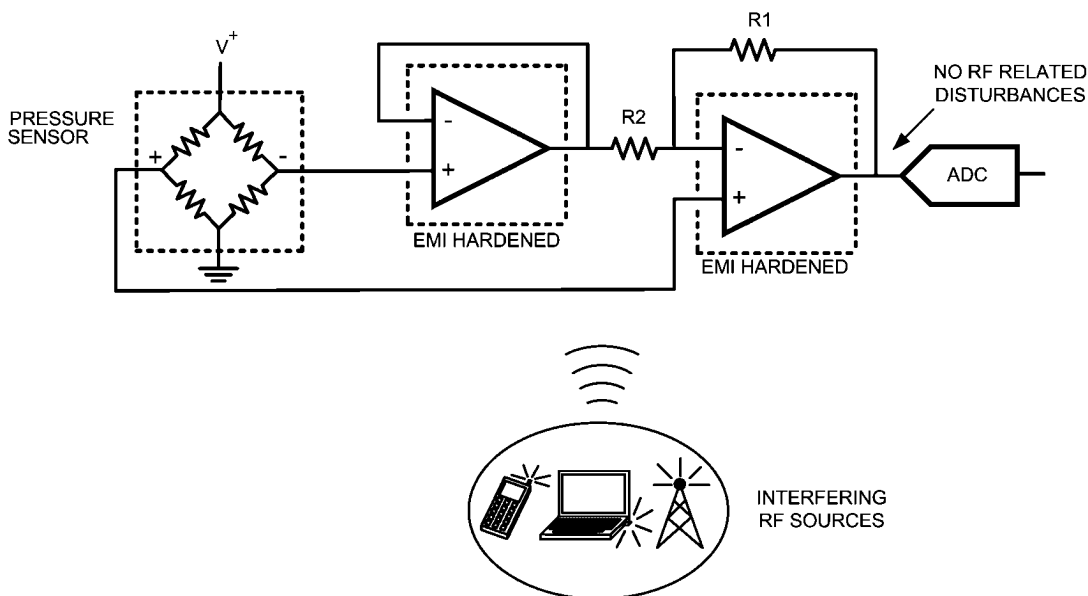 V+
PRESSURE
SENSOR
+
-
-
+
EMI HARDENED
R2
R1
-
+
EMI HARDENED
NO RF RELATED
DISTURBANCES
ADC
INTERFERING
RF SOURCES